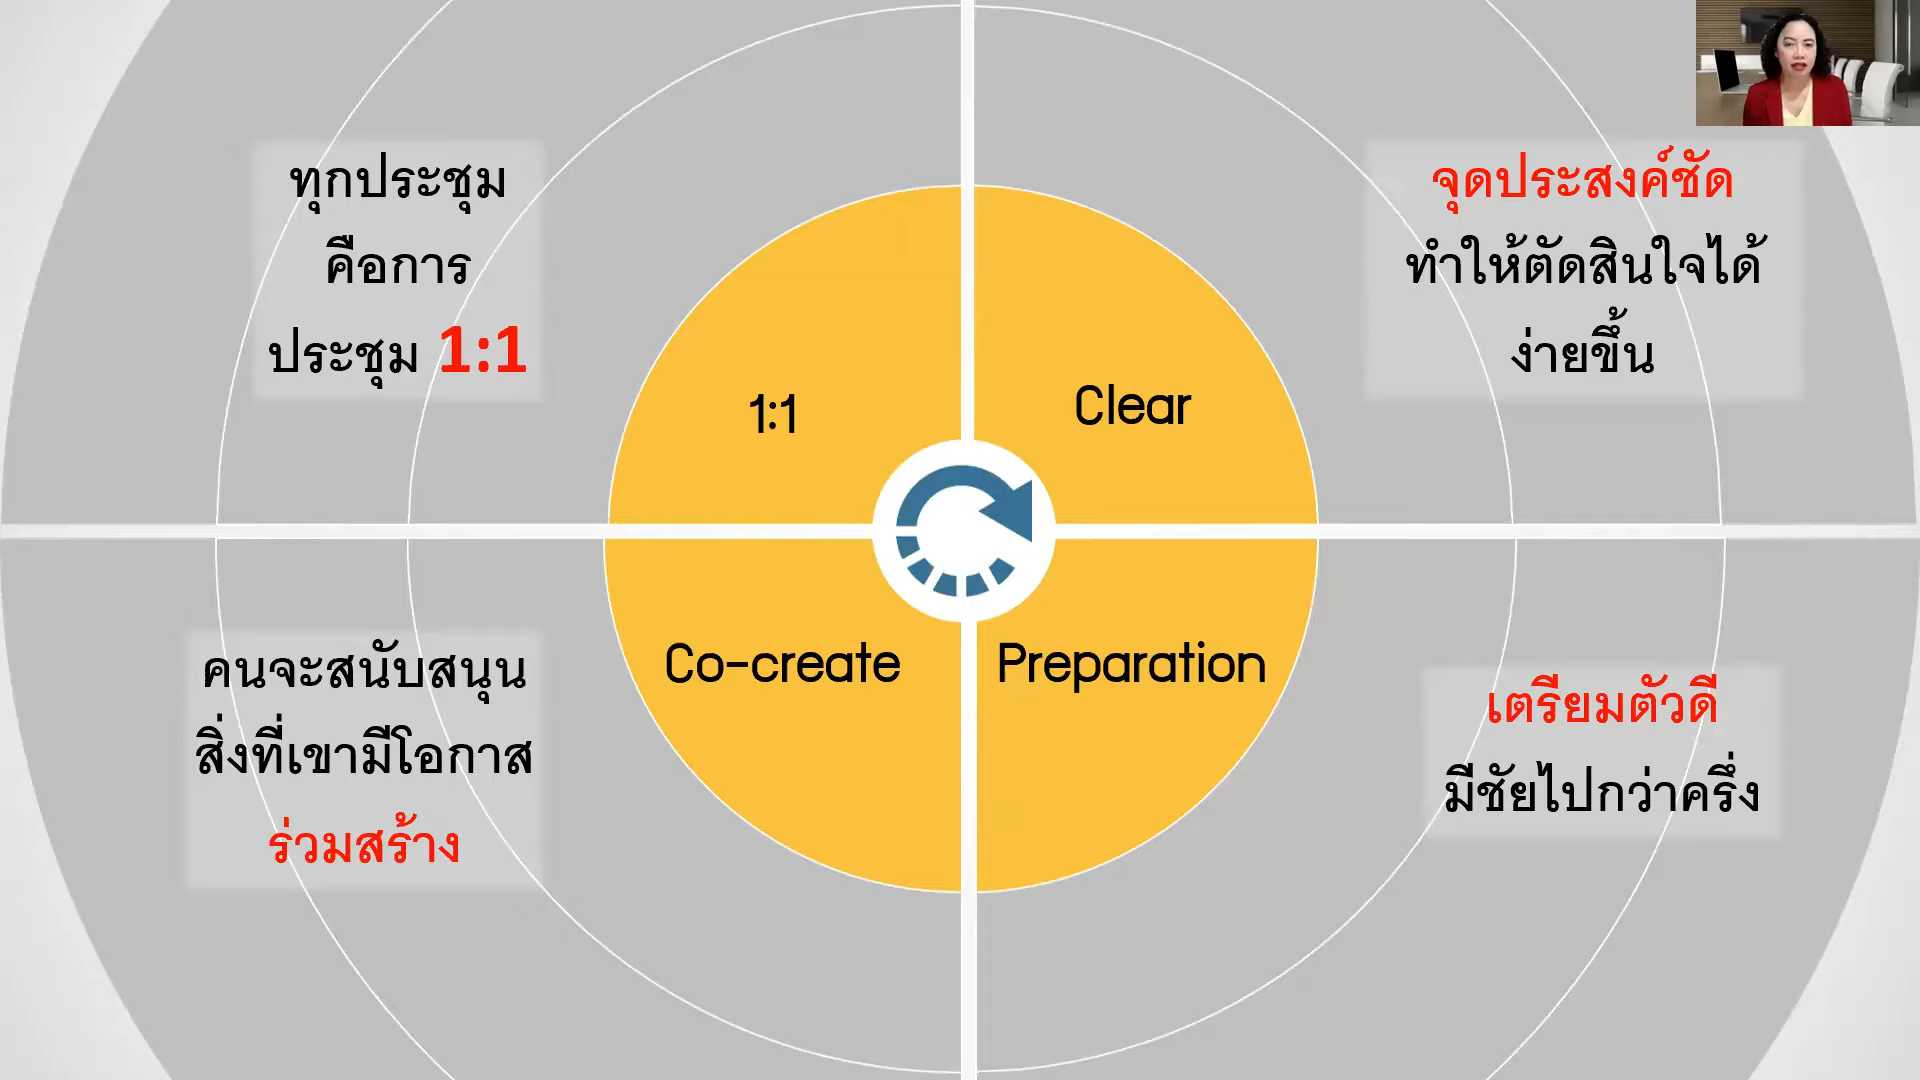 ทุกประชุม
คือการ
ประชุม 1:1
จุดประสงค์ชัด
ทำให้ตัดสินใจได้
ง่ายขึ้น
1:1
Clear
Co-create
Preparation
คนจะสนับสนุน
สิ่งที่เขามีโอกาส
ร่วมสร้าง
เตรียมตัวดี
มีชัยไปกว่าครึ่ง